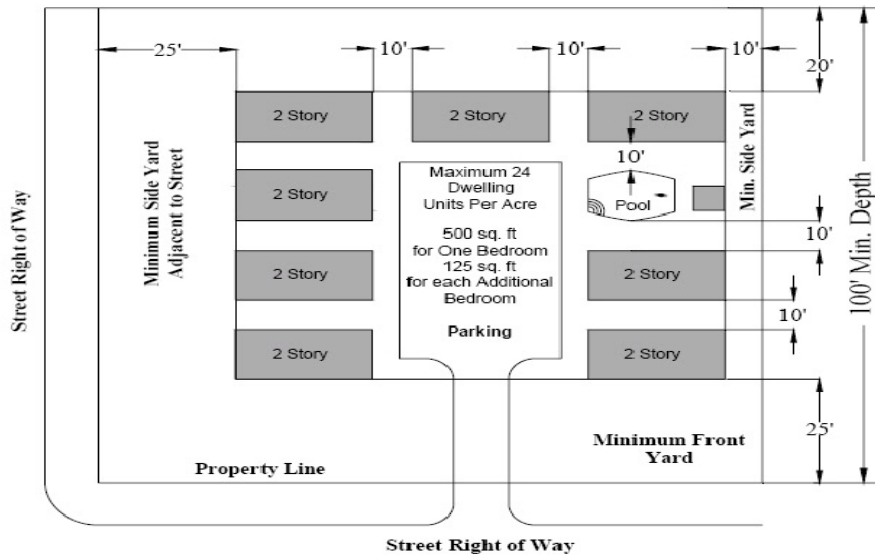 25'
10'
10'
10'
20'
2 Story
2 Story
2 Story
Street Right of Way
Minimum Side Yard
Adjacent to Street
Maximum 24
Dwelling
Units Per Acre
500 sq. ft
for One Bedroom
125 sq. ft
for each Additional
Bedroom
Parking
10'
Pool
Min. Side Yard
100' Min. Depth
2 Story
10'
2 Story
2 Story
10'
2 Story
2 Story
25'
Minimum Front
Yard
Property Line
Street Right of Way